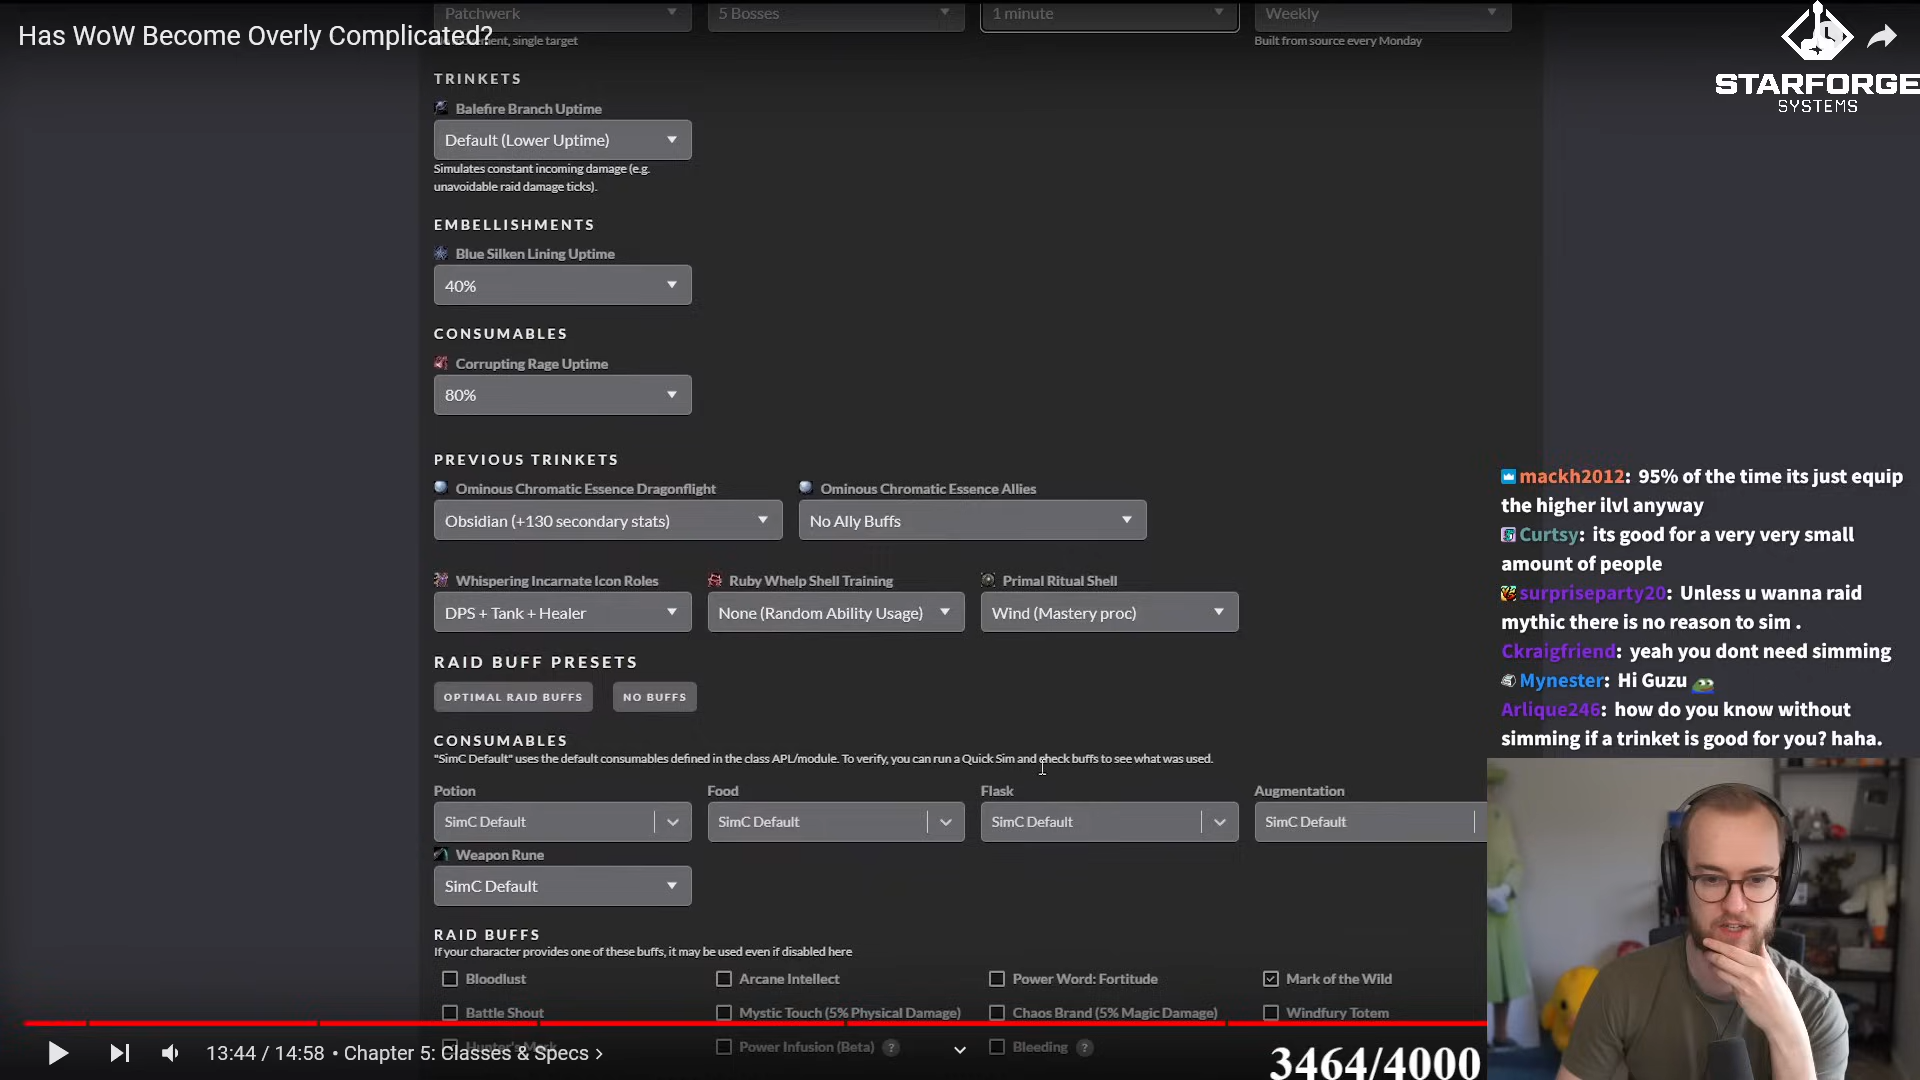 Patchwerk
5 Bosses
1 minute
Weekly
Has WoW Become Overly Complicated?
single target
Built from source every Monday
STARFORGE
SYSTEMS
TRINKETS
Balefire Branch Uptime
Default (Lower Uptime)
Simulates constant incoming damage (e.g.
unavoidable raid damage ticks).
EMBELLISHMENTS
Blue Silken Lining Uptime
40%
CONSUMABLES
Corrupting Rage Uptime
80%
PREVIOUS TRINKETS
Ominous Chromatic Essence Dragonflight
Ominous Chromatic Essence Allies
Obsidian (+130 secondary stats)
No Ally Buffs
Whispering Incarnate Icon Roles
Ruby Whelp Shell Training
Primal Ritual Shell
DPS + Tank + Healer
None (Random Ability Usage)
Wind (Mastery proc)
RAID BUFF PRESETS
OPTIMAL RAID BUFFS
NO BUFFS
CONSUMABLES
"SimC Default" uses the default consumables defined in the class APL/module. To verify, you can run a Quick Sim and check buffs to see what was used.
Potion
Food
Flask
Augmentation
SimC Default
SimC Default
SimC Default
SimC Default
Weapon Rune
SimC Default
RAID BUFFS
If your character provides one of these buffs, it may be used even if disabled here
Bloodlust
Arcane Intellect
Power Word: Fortitude
Mark of the Wild
Battle Shout
Mystic Touch (5% Physical Damage)
Chaos Brand (5% Magic Damage)
Windfury Totem
Hunter's Mark
Power Infusion (Beta) ?
Bleeding ?
13:44 / 14:58 • Chapter 5: Classes & Specs >
3464/4000
mackh2012: 95% of the time its just equip
the higher ilvl anyway
Curtsy: its good for a very very small
amount of people
surpriseparty20: Unless u wanna raid
mythic there is no reason to sim .
Ckraigfriend: yeah you dont need simming
Mynester: Hi Guzu
Arlique246: how do you know without
simming if a trinket is good for you? haha.